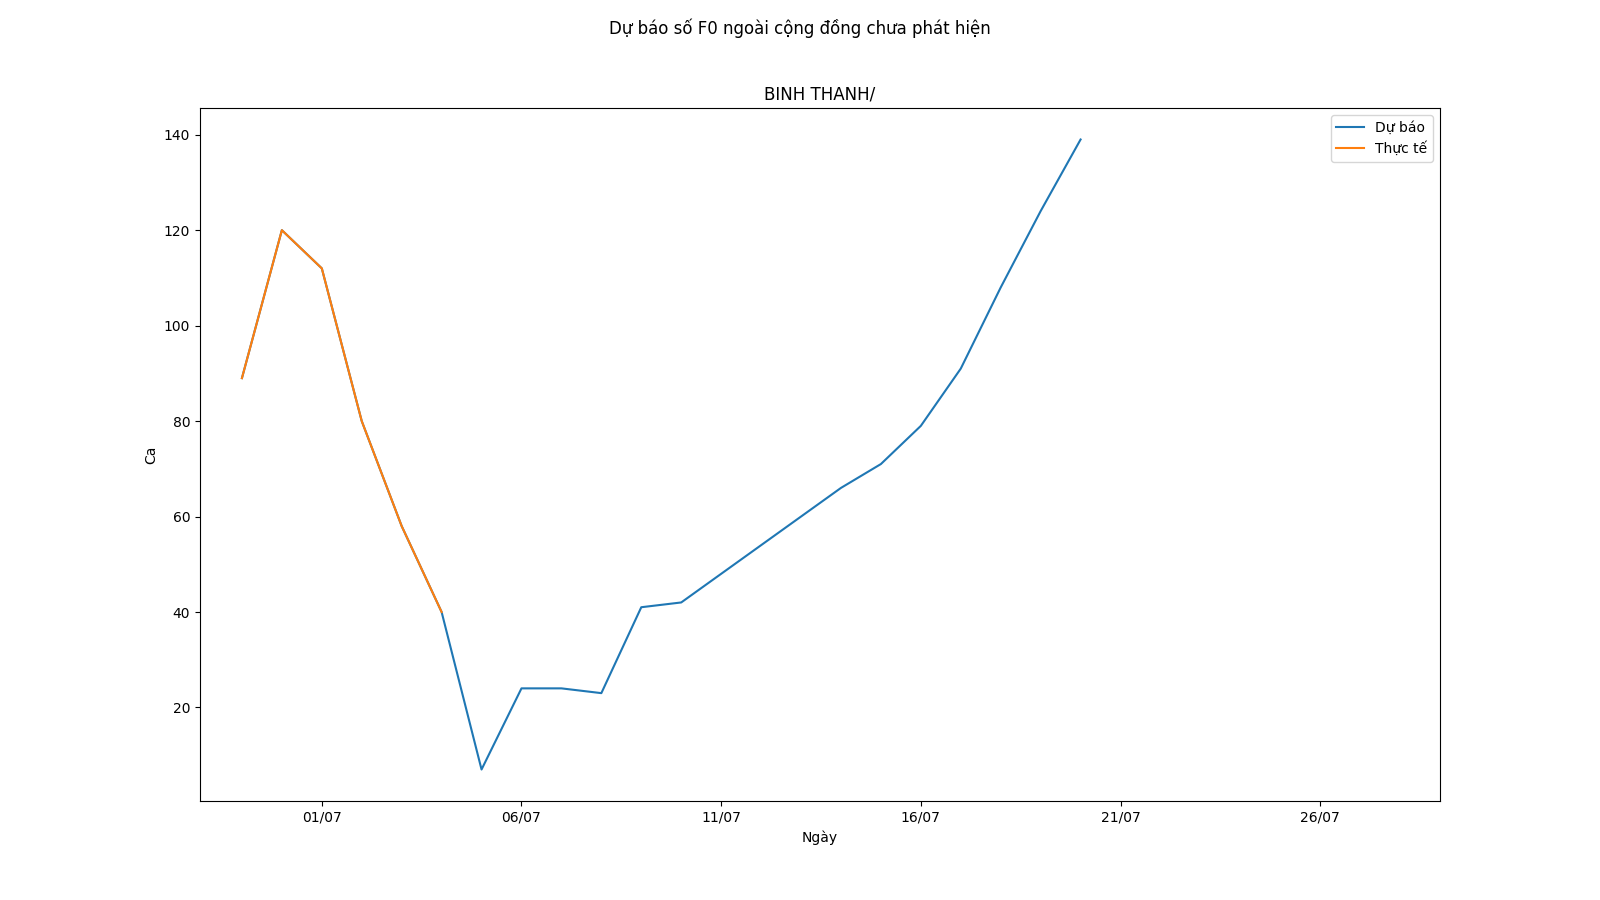 Dự báo số F0 ngoài cộng đồng chưa phát hiện
BINH THANH/
Dự báo
Thực tế
140
120
100
80
60
40
20
Ca
01/07 06/07 11/07 16/07 21/07 26/07
Ngày